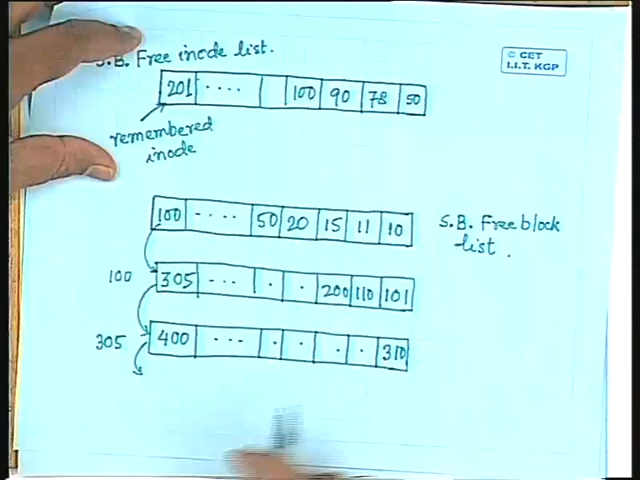 S.B. Free inode list.
© CET
I.I.T. KGP
201 .... 100 90 78 50
remembered
inode
100 .... 50 20 15 11 10
S.B. Free block
list.
100 305 ... . . 200 110 101
305 400 ... . . . . 310